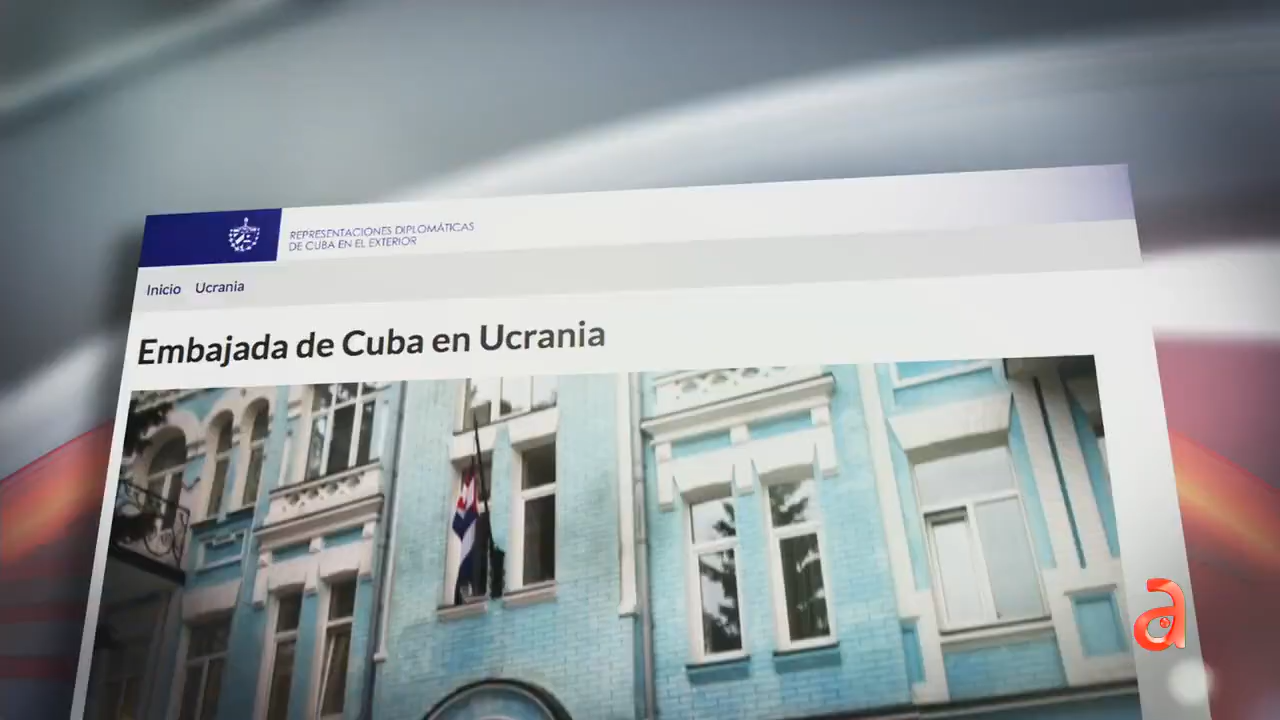 REPRESENTACIONES DIPLOMÁTICAS
DE CUBA EN EL EXTERIOR
Inicio Ucrania
Embajada de Cuba en Ucrania
a